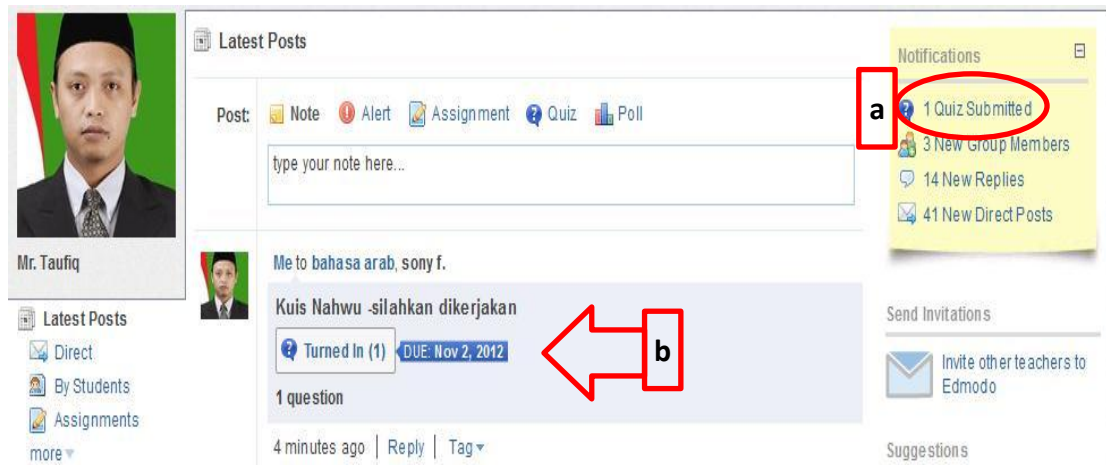 Latest Posts
Post: Note Alert Assignment Quiz Poll
type your note here...
Mr. Taufiq
Latest Posts
Direct
By Students
Assignments
more
Me to bahasa arab, sony f.
Kuis Nahwu -silahkan dikerjakan
Turned In (1) DUE: Nov 2, 2012
b
1 question
4 minutes ago | Reply | Tag
Notifications
a
1 Quiz Submitted
3 New Group Members
14 New Replies
41 New Direct Posts
Send Invitations
Invite other teachers to
Edmodo
Suggestions